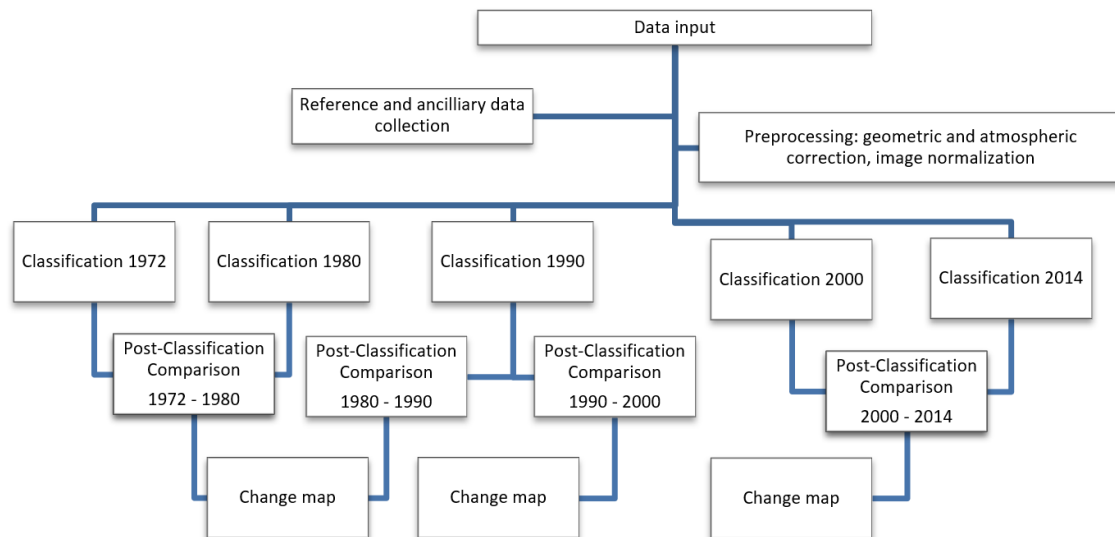 Data input
Reference and ancilliary data
collection
Preprocessing: geometric and atmospheric
correction, image normalization
Classification 1972
Classification 1980
Classification 1990
Classification 2000
Classification 2014
Post-Classification
Comparison
1972 - 1980
Post-Classification
Comparison
1980 - 1990
Post-Classification
Comparison
1990 - 2000
Post-Classification
Comparison
2000 - 2014
Change map
Change map
Change map